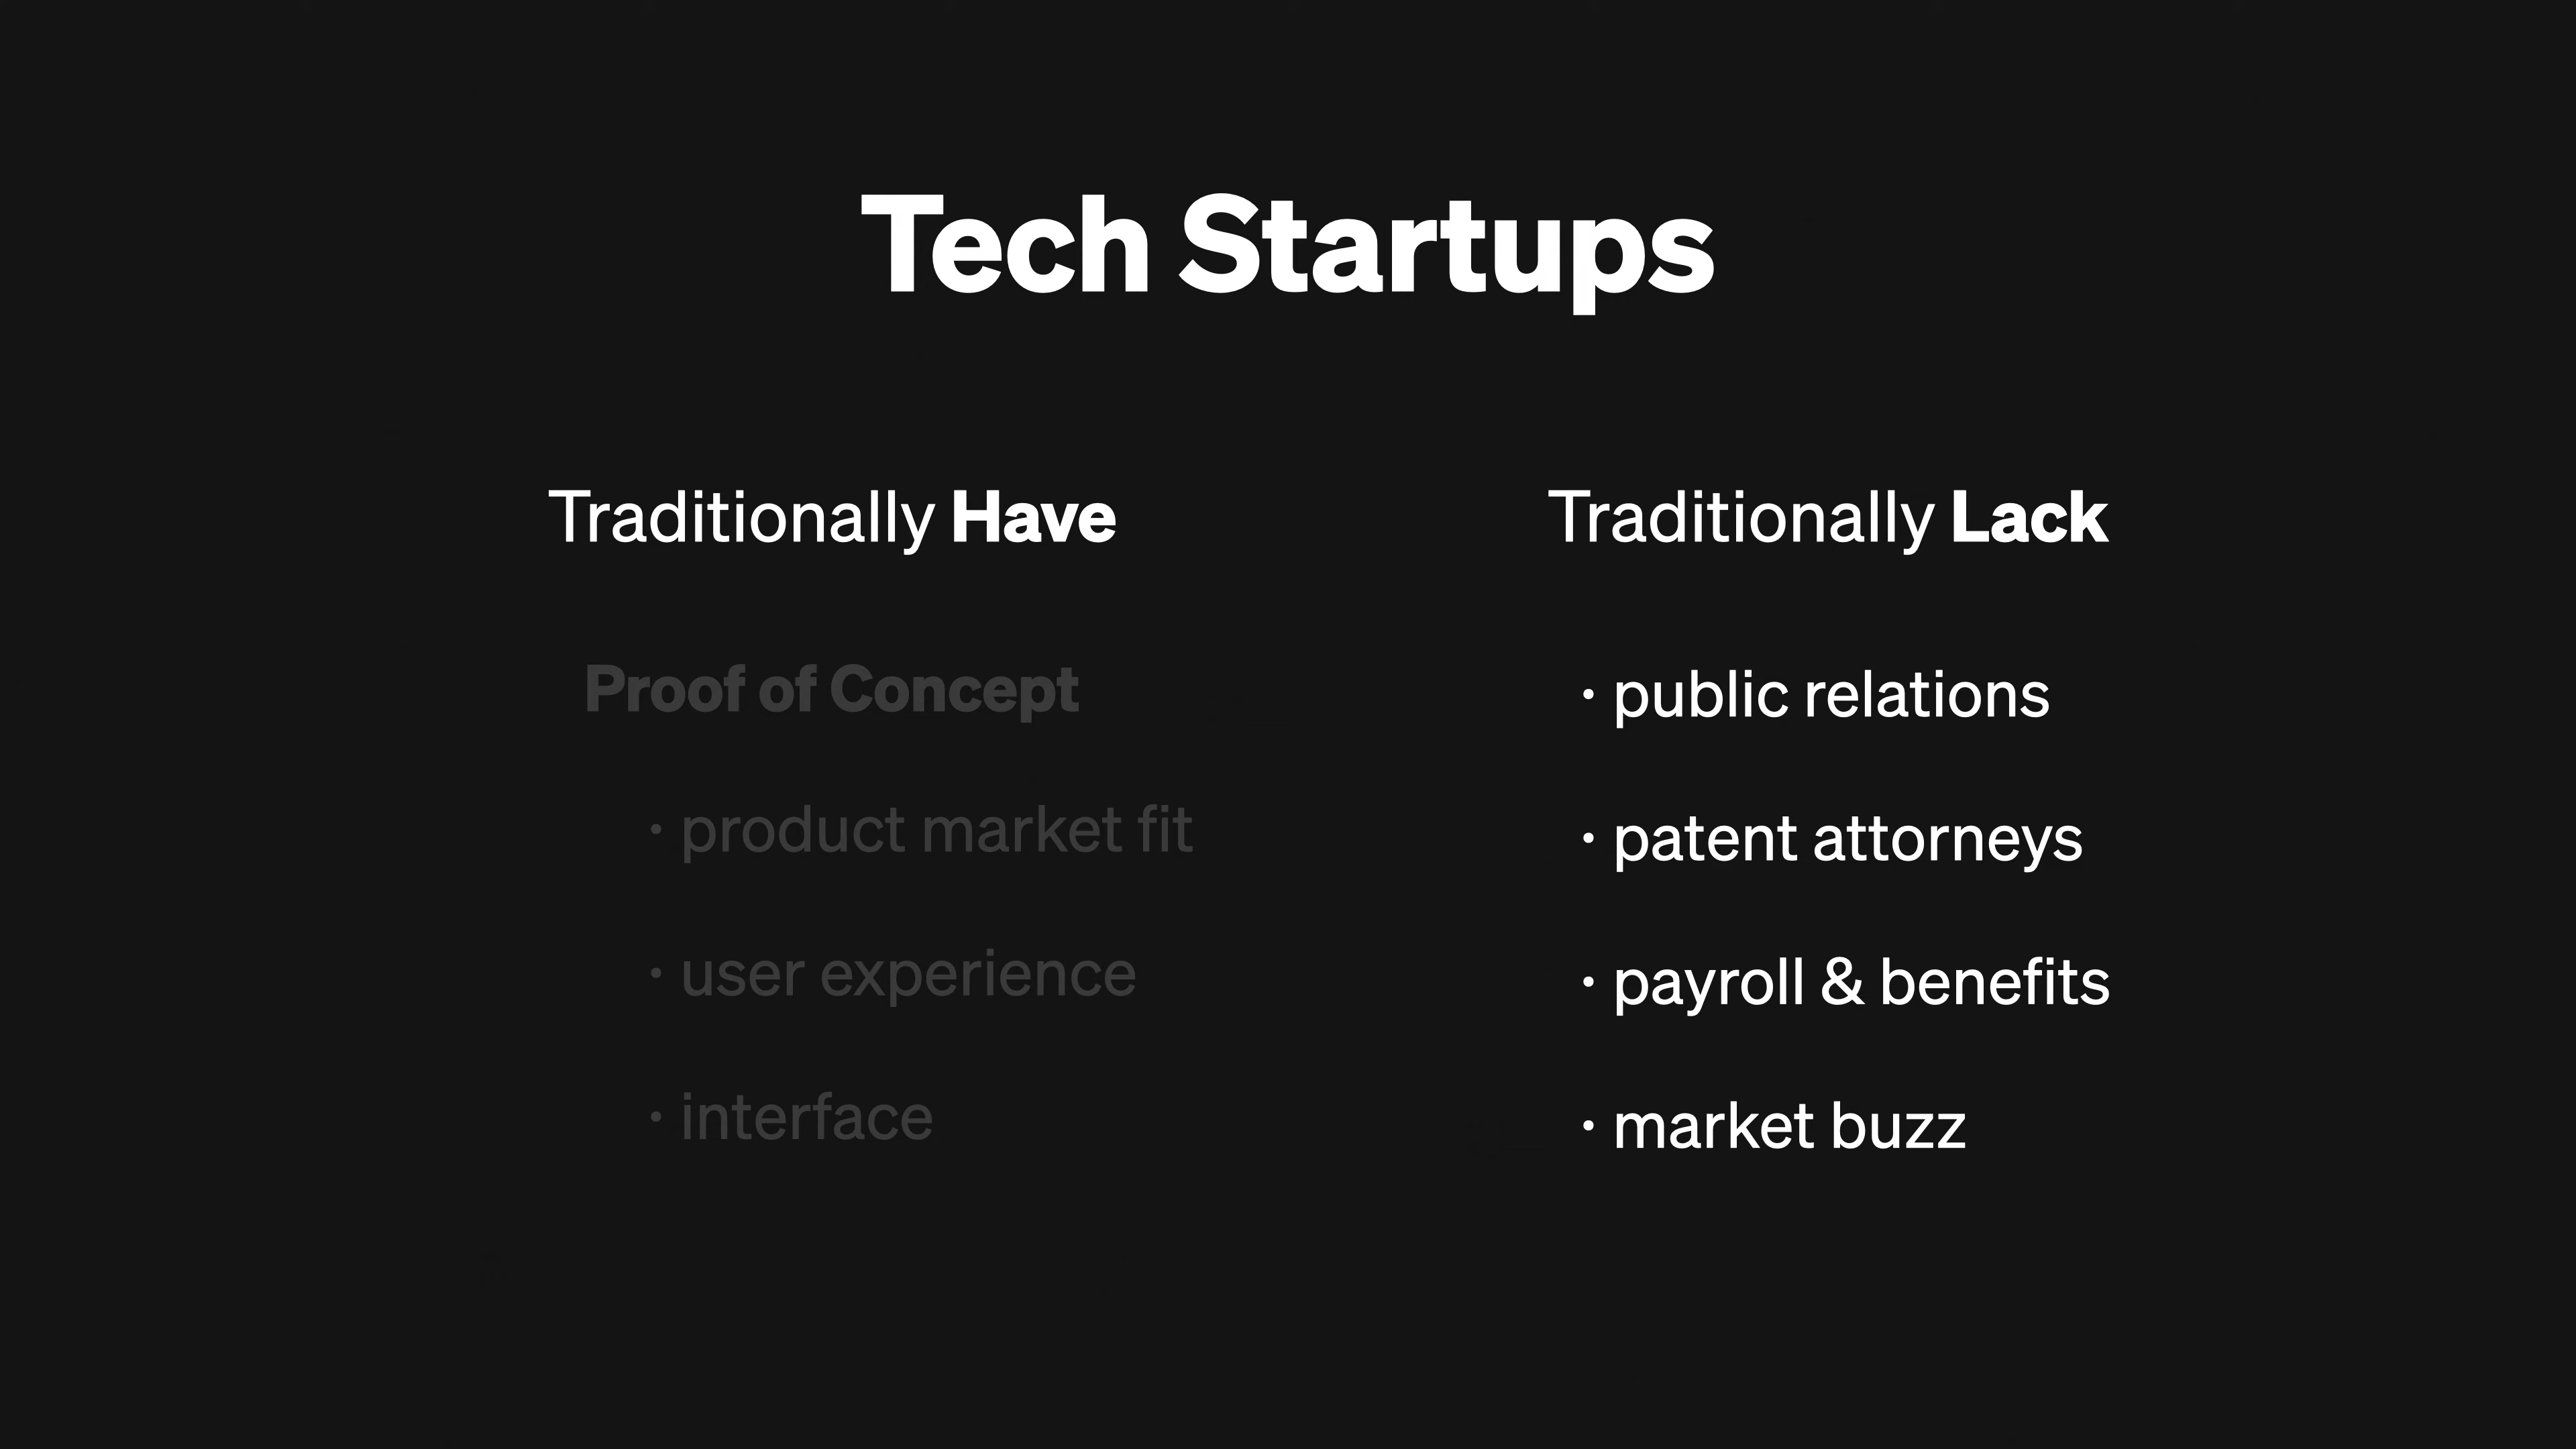 Tech Startups
Traditionally Have
Proof of Concept
• product market fit
• user experience
• interface
Traditionally Lack
• public relations
• patent attorneys
• payroll & benefits
• market buzz